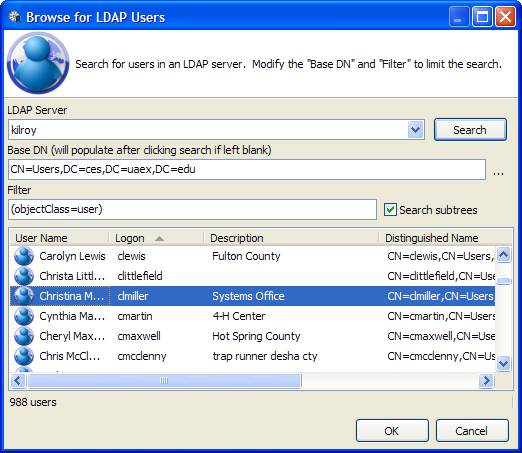 Browse for LDAP Users
Search for users in an LDAP server. Modify the "Base DN" and "Filter" to limit the search.
LDAP Server
kilroy
Search
Base DN (will populate after clicking search if left blank)
CN=Users,DC=ces,DC=uaex,DC=edu
...
Filter
(objectClass=user)
Search subtrees
User Name Logon Description Distinguished Name
Carolyn Lewis clewis Fulton County CN=clewis,CN=Users,
Christa Littl... clittlefield CN=clittlefield,CN=Us
Christina M... clmiller Systems Office CN=clmiller,CN=Users
Cynthia Ma... cmartin 4-H Center CN=cmartin,CN=Users
Cheryl Max... cmaxwell Hot Spring County CN=cmaxwell,CN=Use
Chris McCl... cmcclenny trap runner desha cty CN=cmcclenny,CN=Us
988 users
OK
Cancel